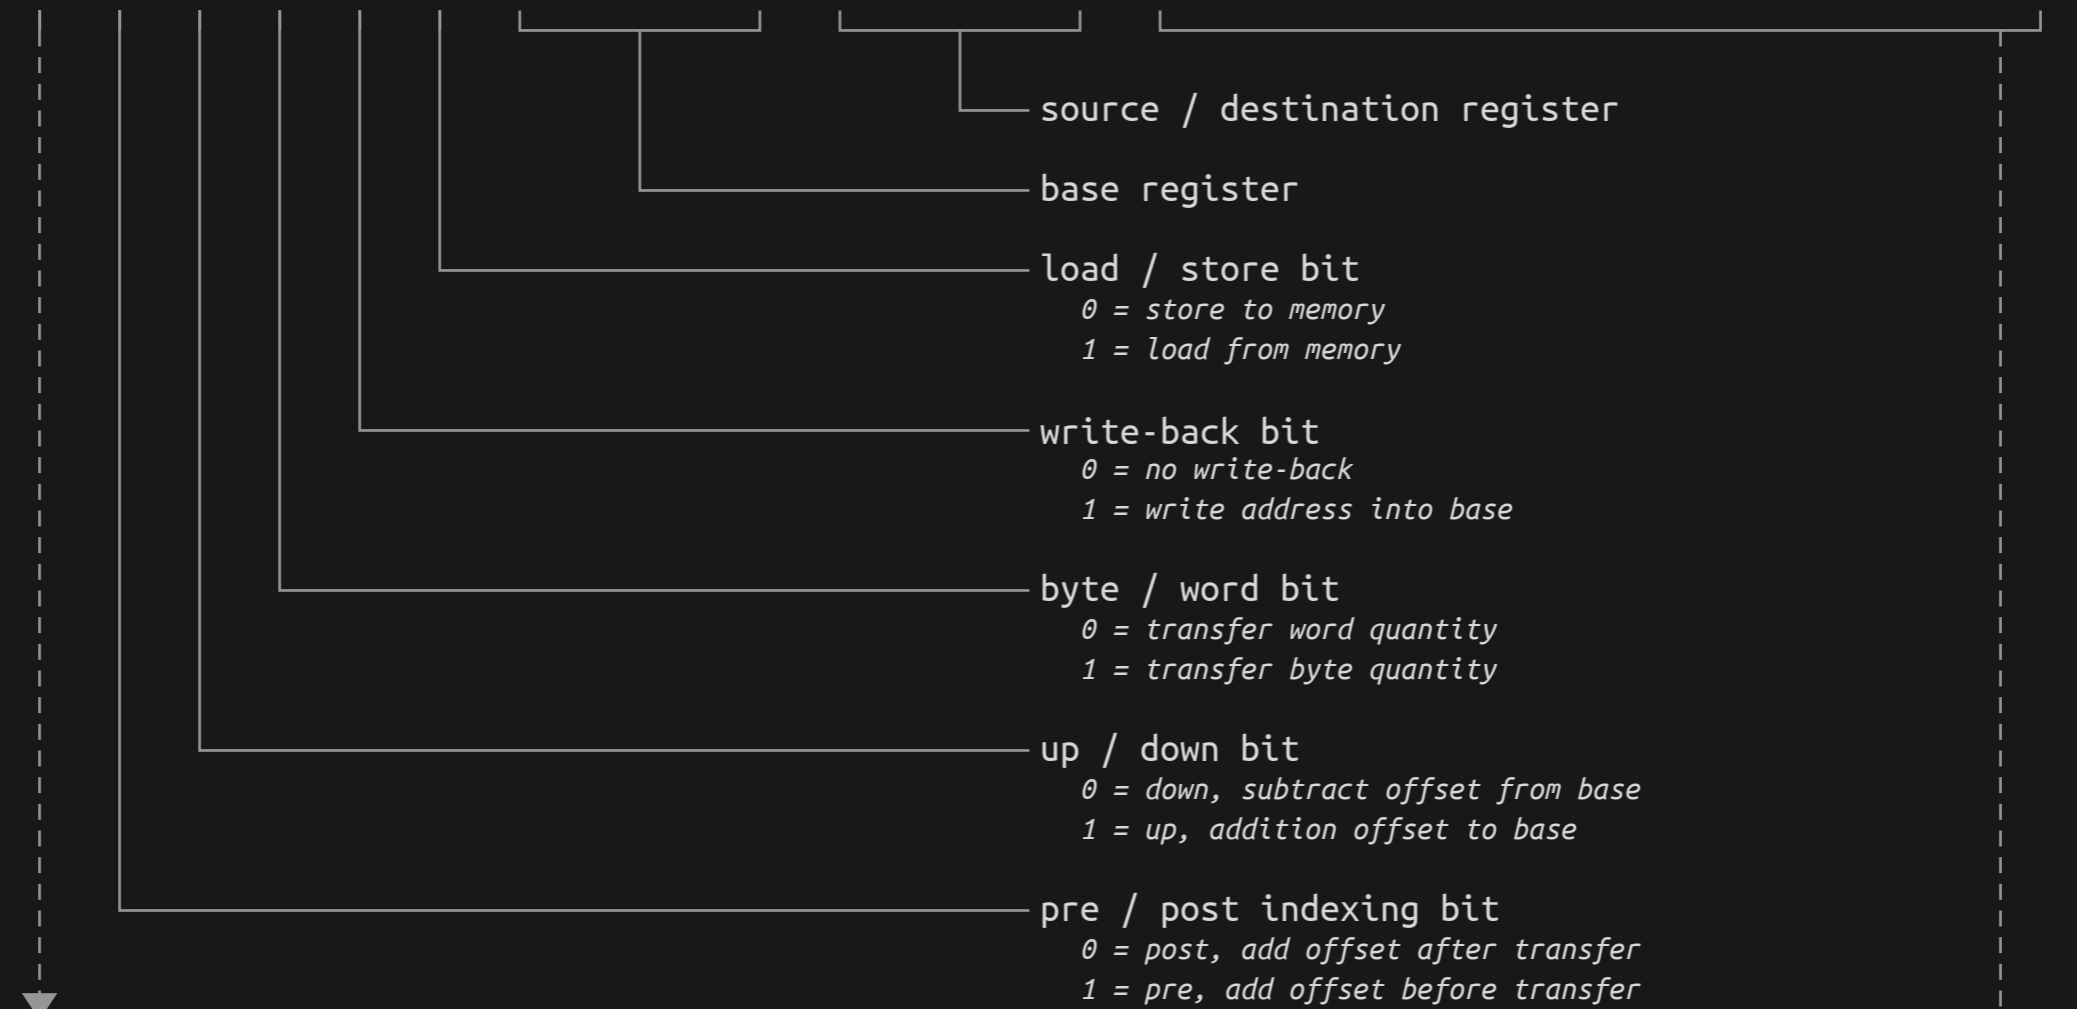 source / destination register
base register
load / store bit
0 = store to memory
1 = load from memory
write-back bit
0 = no write-back
1 = write address into base
byte / word bit
0 = transfer word quantity
1 = transfer byte quantity
up / down bit
0 = down, subtract offset from base
1 = up, addition offset to base
pre / post indexing bit
0 = post, add offset after transfer
1 = pre, add offset before transfer